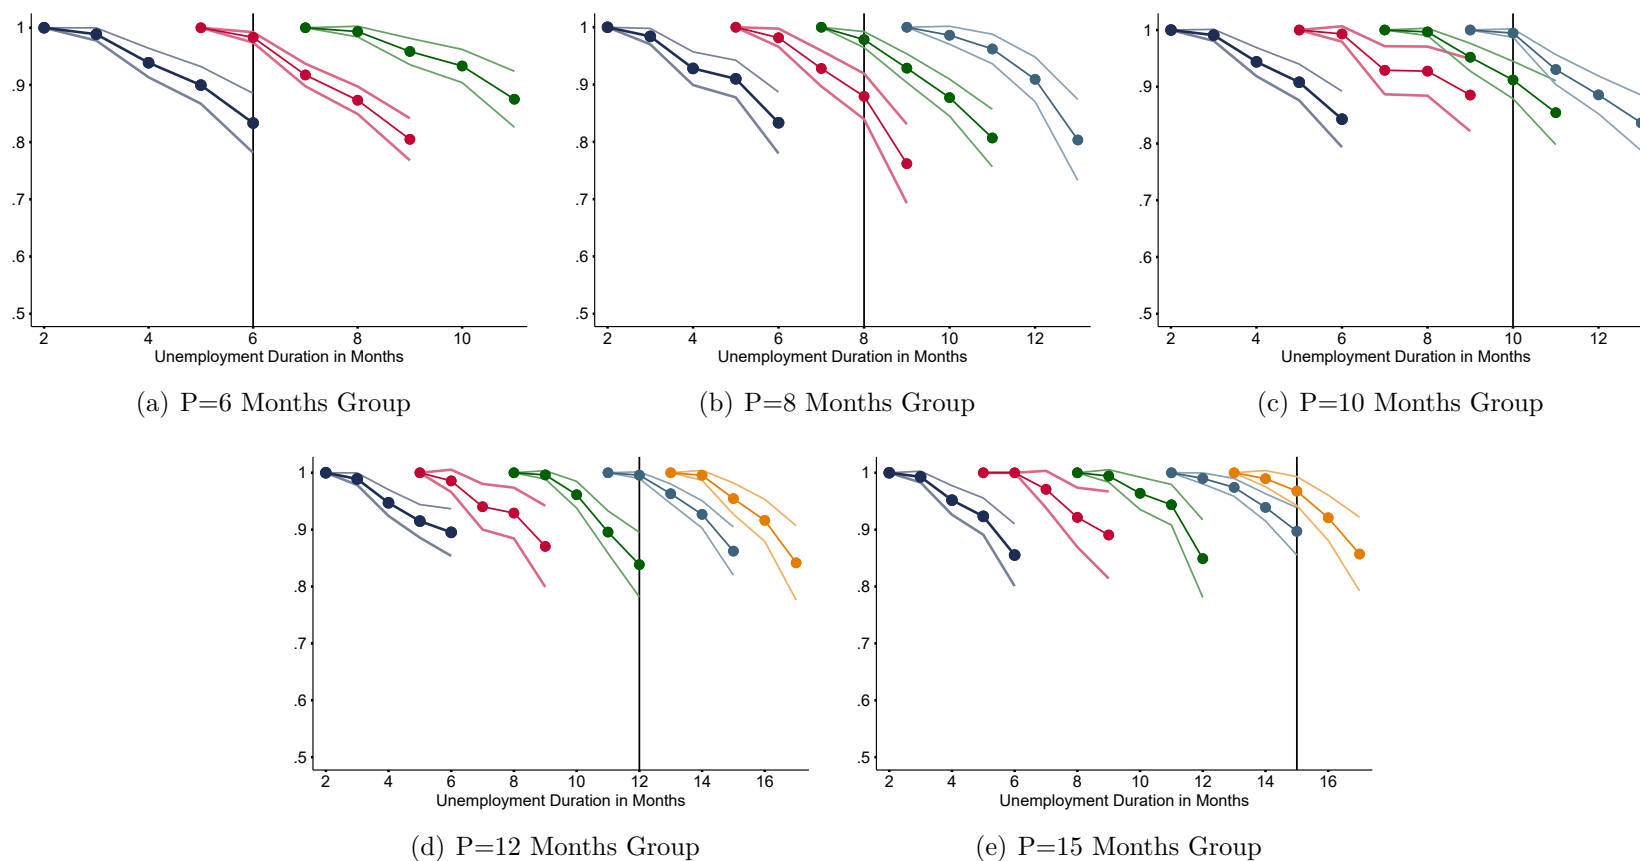 1
.9
.8
.7
.6
.5
2 4 6 8 10
Unemployment Duration in Months
(a) P=6 Months Group
1
.9
.8
.7
.6
.5
2 4 6 8 10 12
Unemployment Duration in Months
(b) P=8 Months Group
1
.9
.8
.7
.6
.5
2 4 6 8 10 12
Unemployment Duration in Months
(c) P=10 Months Group
1
.9
.8
.7
.6
.5
2 4 6 8 10 12 14 16
Unemployment Duration in Months
(d) P=12 Months Group
1
.9
.8
.7
.6
.5
2 4 6 8 10 12 14 16
Unemployment Duration in Months
(e) P=15 Months Group